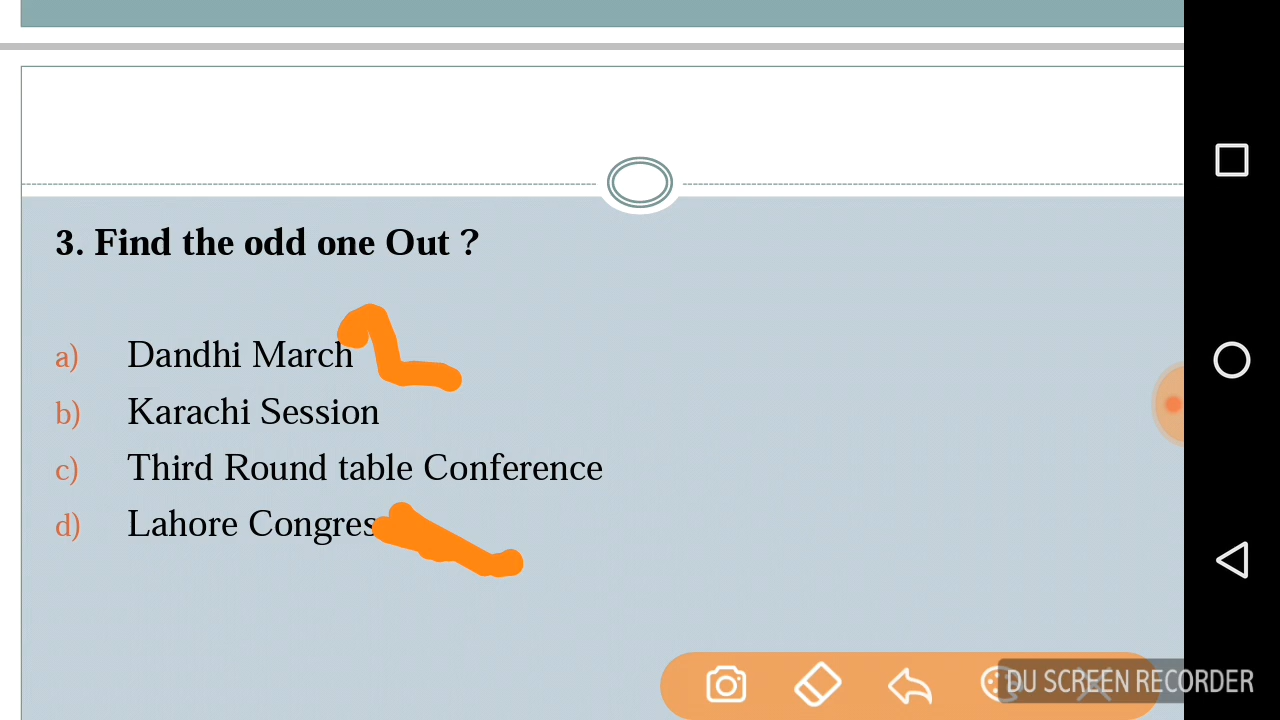 3. Find the odd one Out ?
a) Dandhi March
b) Karachi Session
c) Third Round table Conference
d) Lahore Congres
DU SCREEN RECORDER